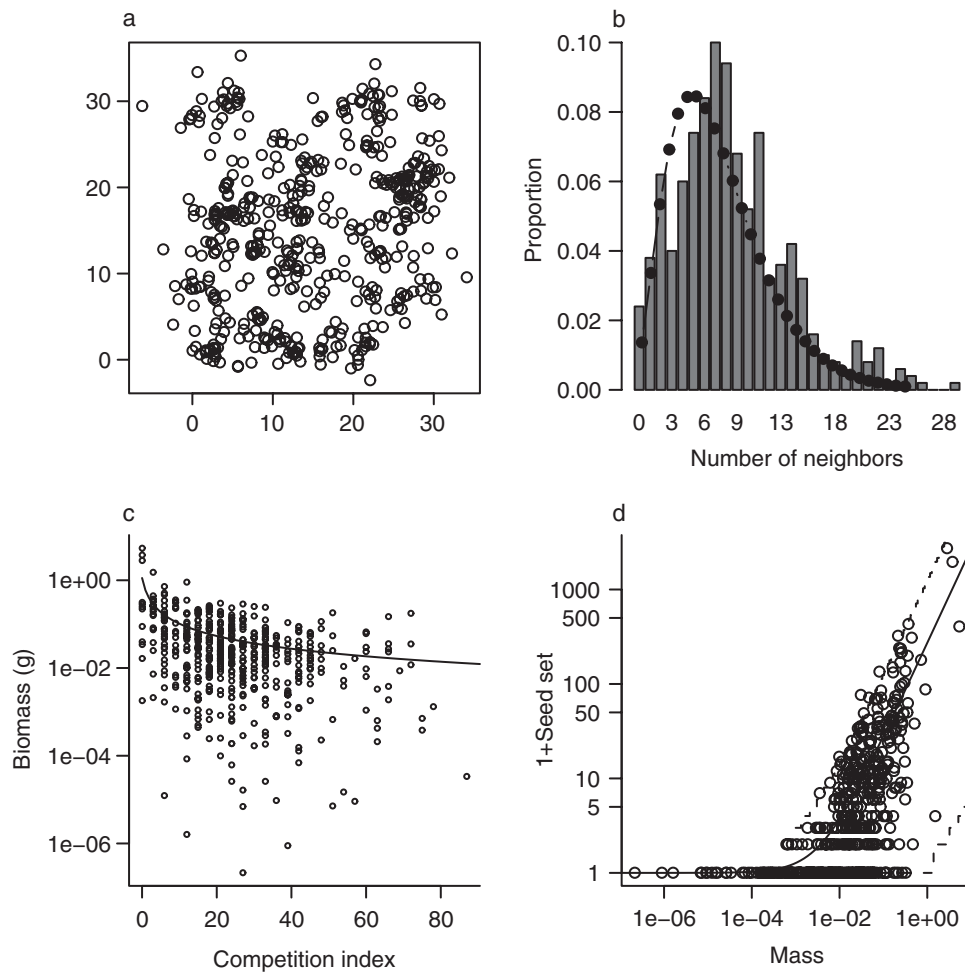 a
30
20
10
0
0 10 20 30
b
0.10
0.08
0.06
0.04
0.02
0.00
Proportion
0 3 6 9 13 18 23 28
Number of neighbors
c
1e+00
1e−02
1e−04
1e−06
Biomass (g)
0 20 40 60 80
Competition index
d
1000
500
100
50
10
5
1
1+Seed set
1e−06 1e−04 1e−02 1e+00
Mass